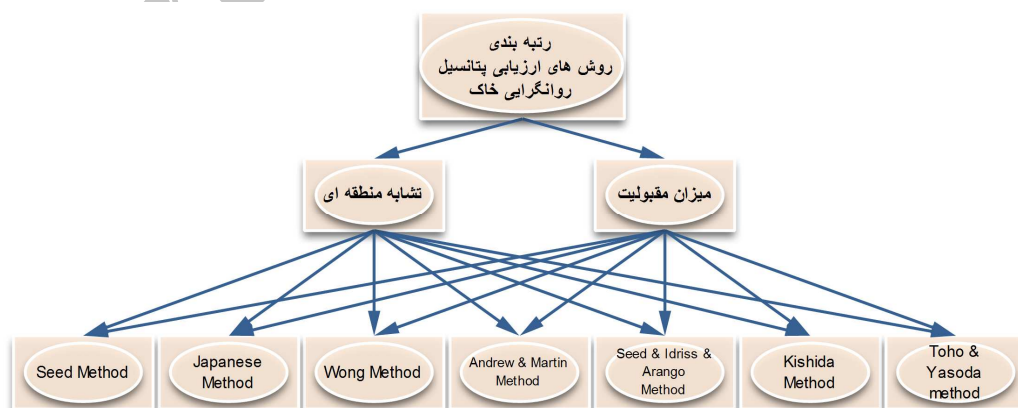 رتبه بندی
روش های ارزیابی پتانسیل
روانگرایی خاک
میزان مقبولیت
تشابه منطقه ای
Seed Method
Japanese
Method
Wong Method
Andrew & Martin
Method
Seed & Idriss &
Arango
Method
Kishida
Method
Toho &
Yasoda
method